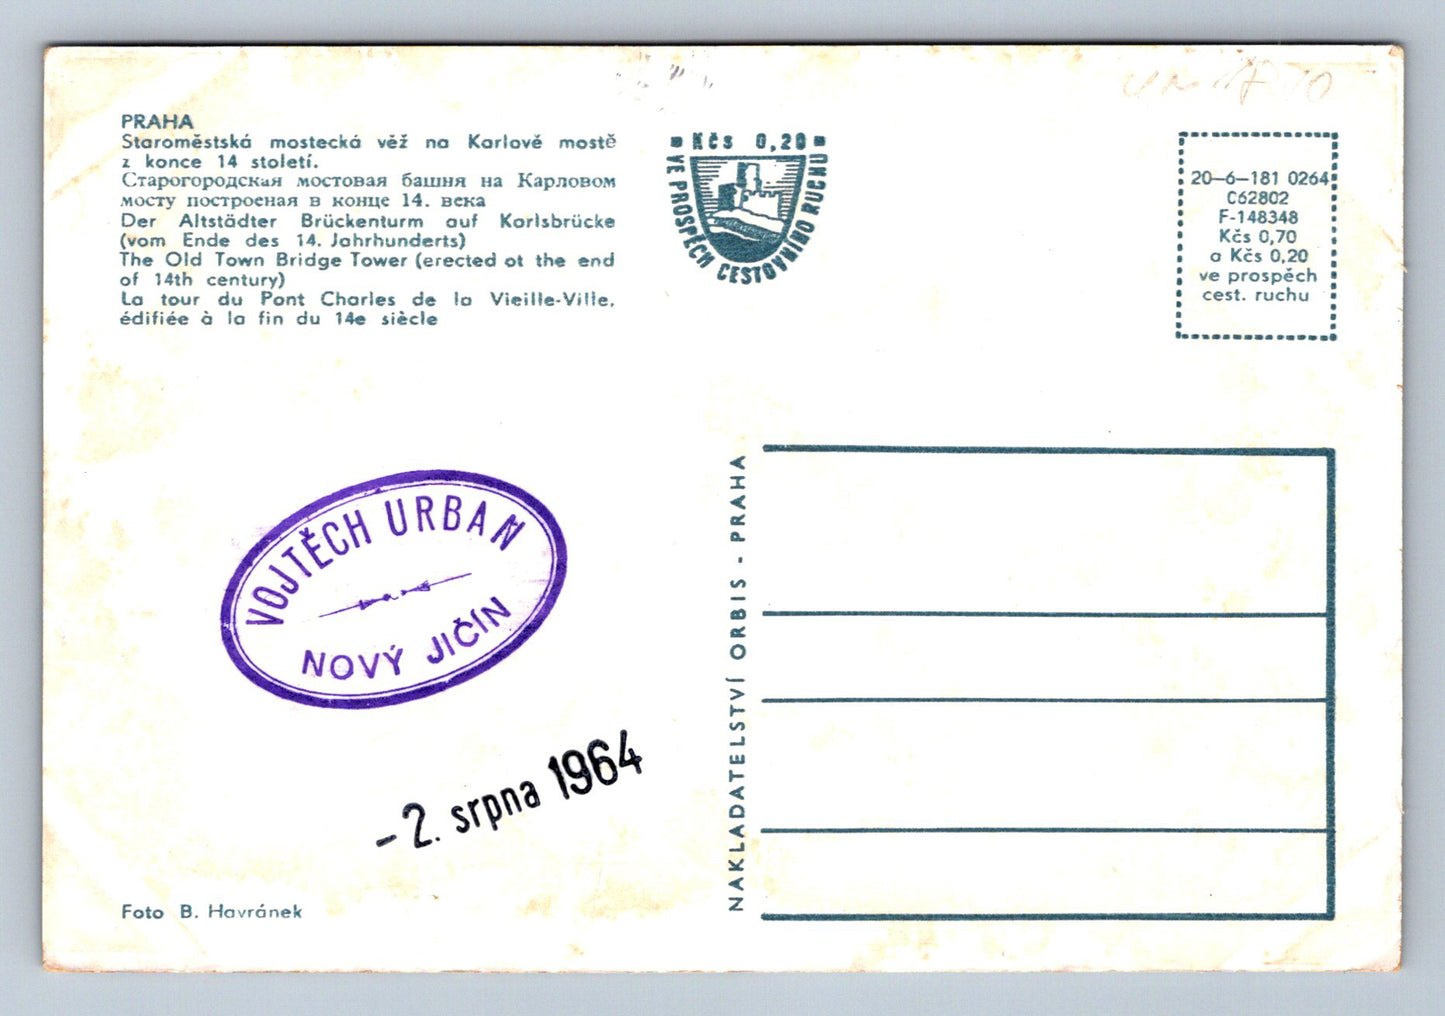 PRAHA
Staroměstská mostecká věž na Karlově mostě
z konce 14 století.
Старогородская мостовая башня на Карловом
мосту построеная в конце 14. века
Der Altstädter Brückenturm auf Karlsbrücke
(vom Ende des 14. Jahrhunderts)
The Old Town Bridge Tower (erected at the end
of 14th century)
La tour du Pont Charles de la Vieille-Ville,
édifiée à la fin du 14e siècle
Kčs 0,20
VE PROSPĚCH CESTOVNÍHO RUCHU
20-6-181 0264
C62802
F-148348
Kčs 0,70
a Kčs 0,20
ve prospěch
cest. ruchu
VOJTĚCH URBAN
NOVÝ JIČÍN
-2. srpna 1964
NAKLADATELSTVÍ ORBIS - PRAHA
Foto B. Havránek